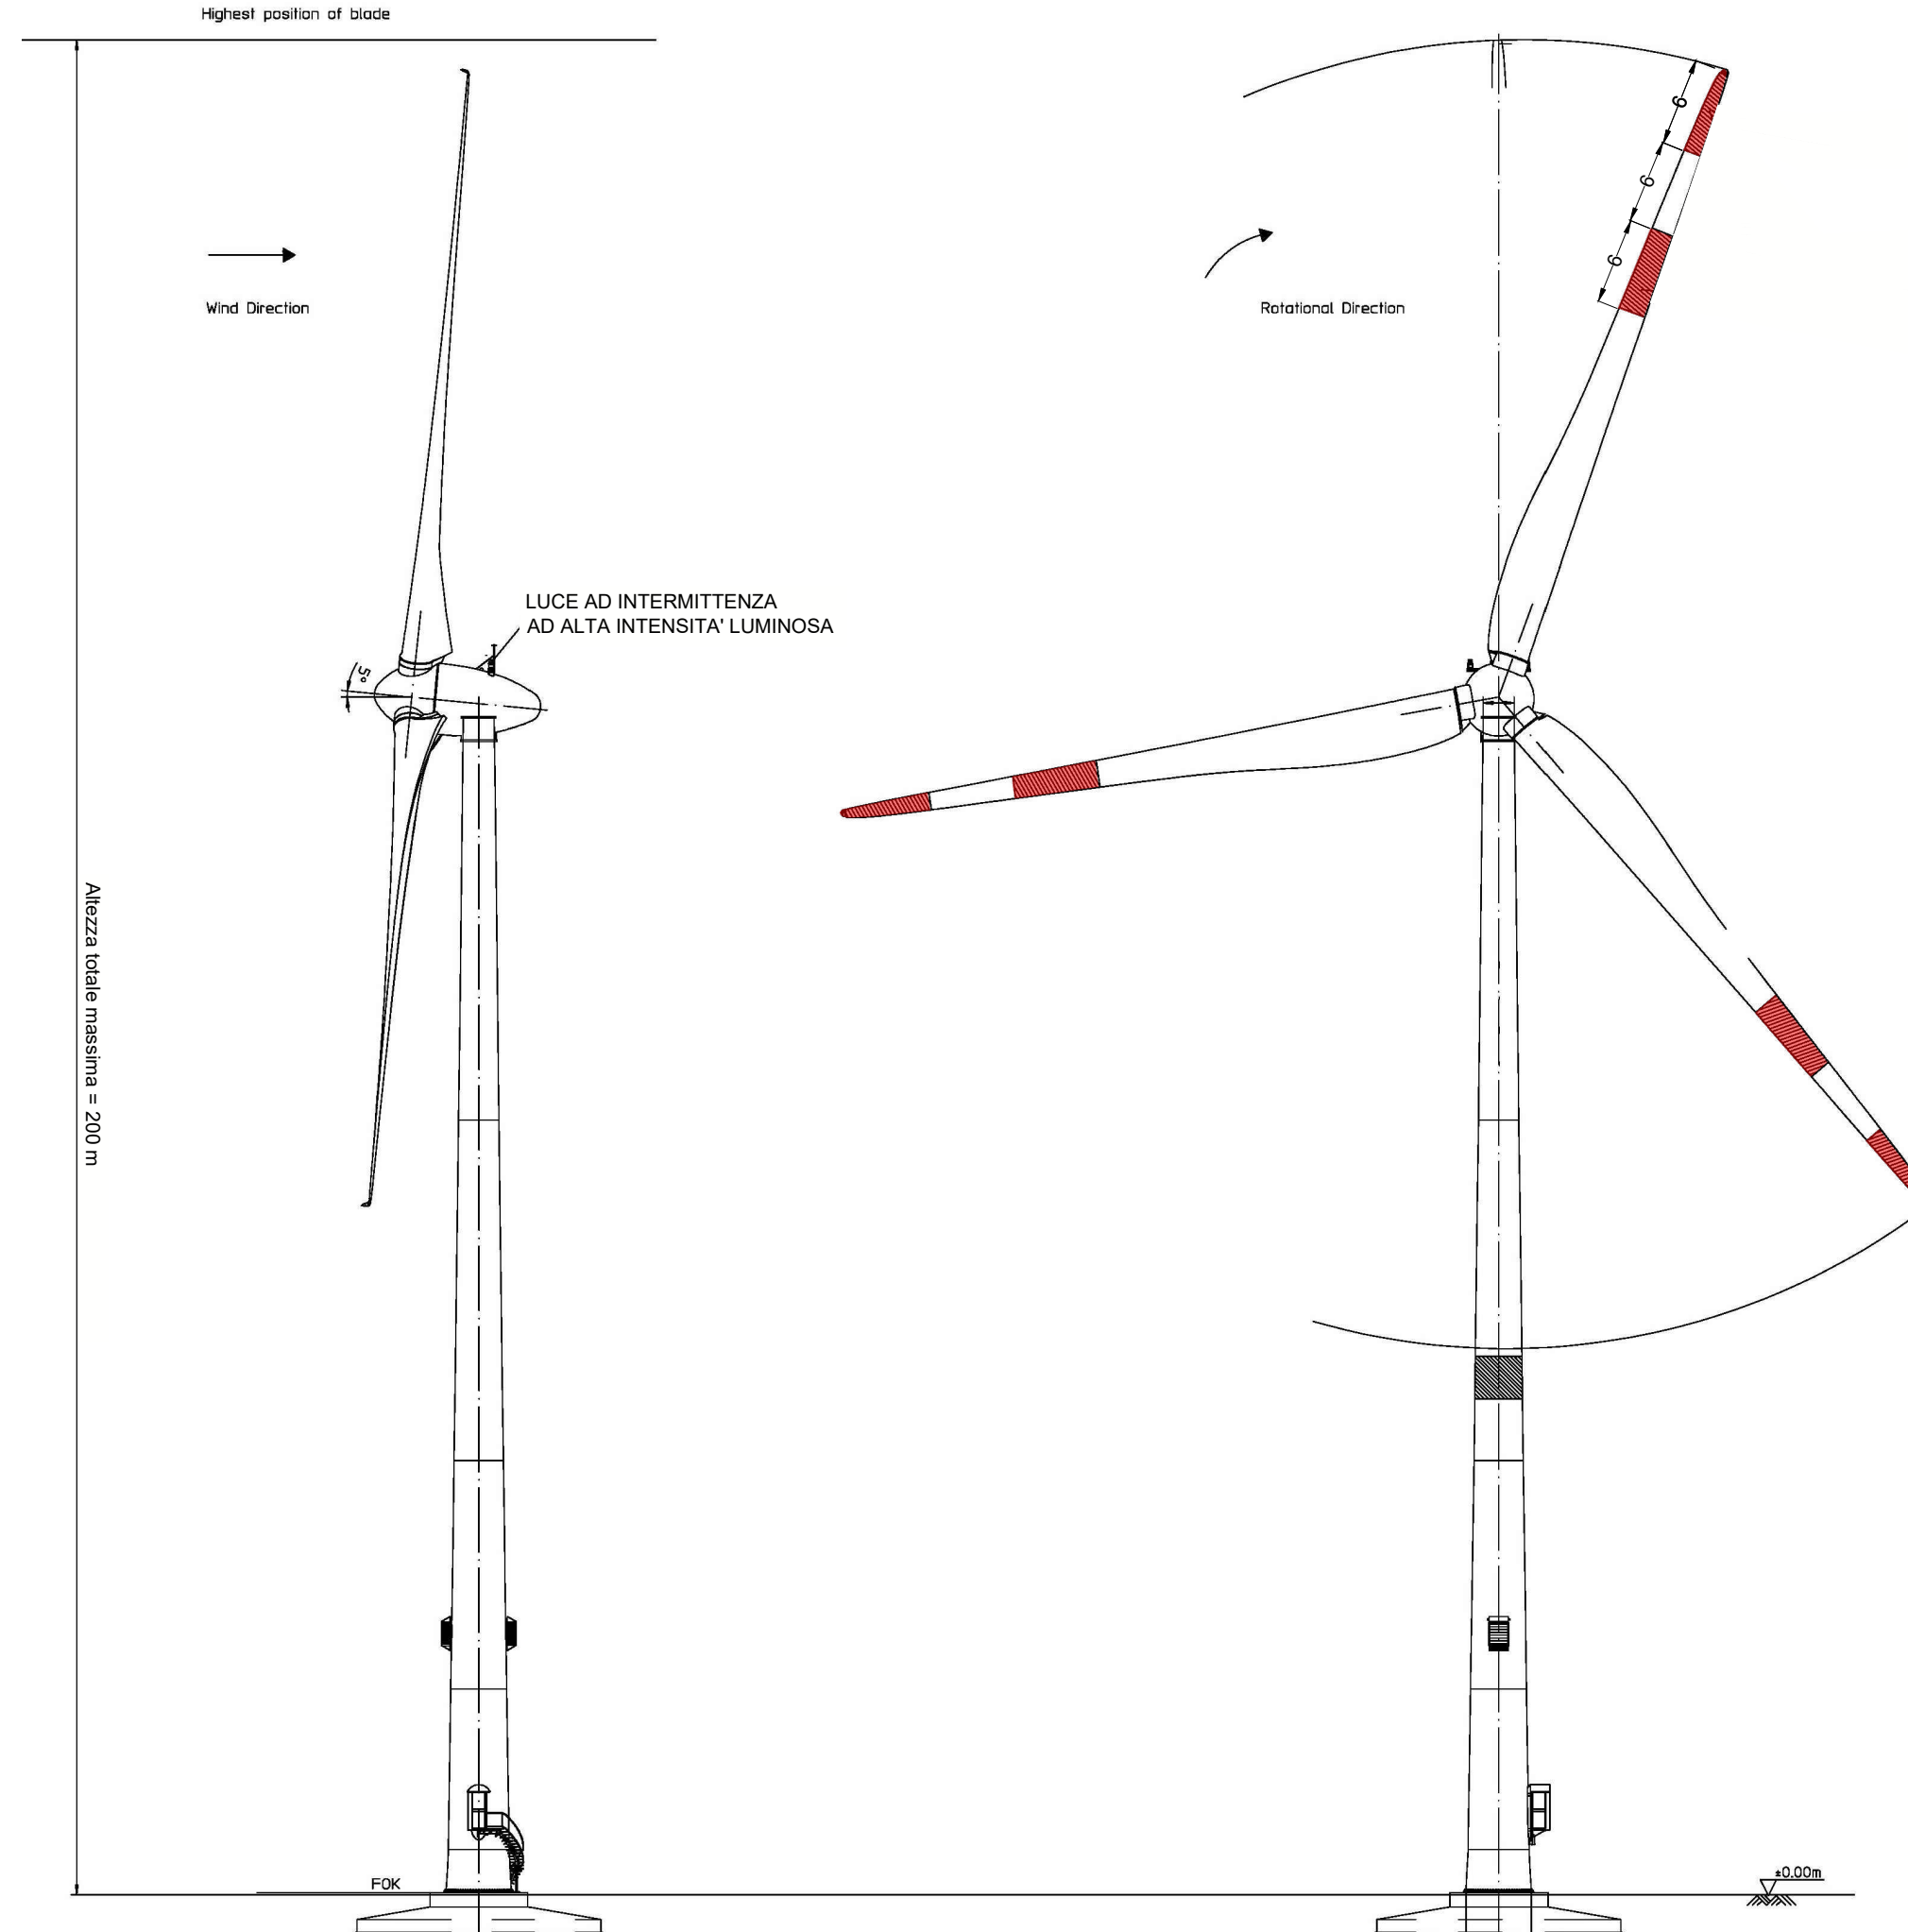 Highest position of blade
6
6
6
Wind Direction
Rotational Direction
LUCE AD INTERMITTENZA
AD ALTA INTENSITA' LUMINOSA
5°
Altezza totale massima = 200 m
FOK
±0.00m